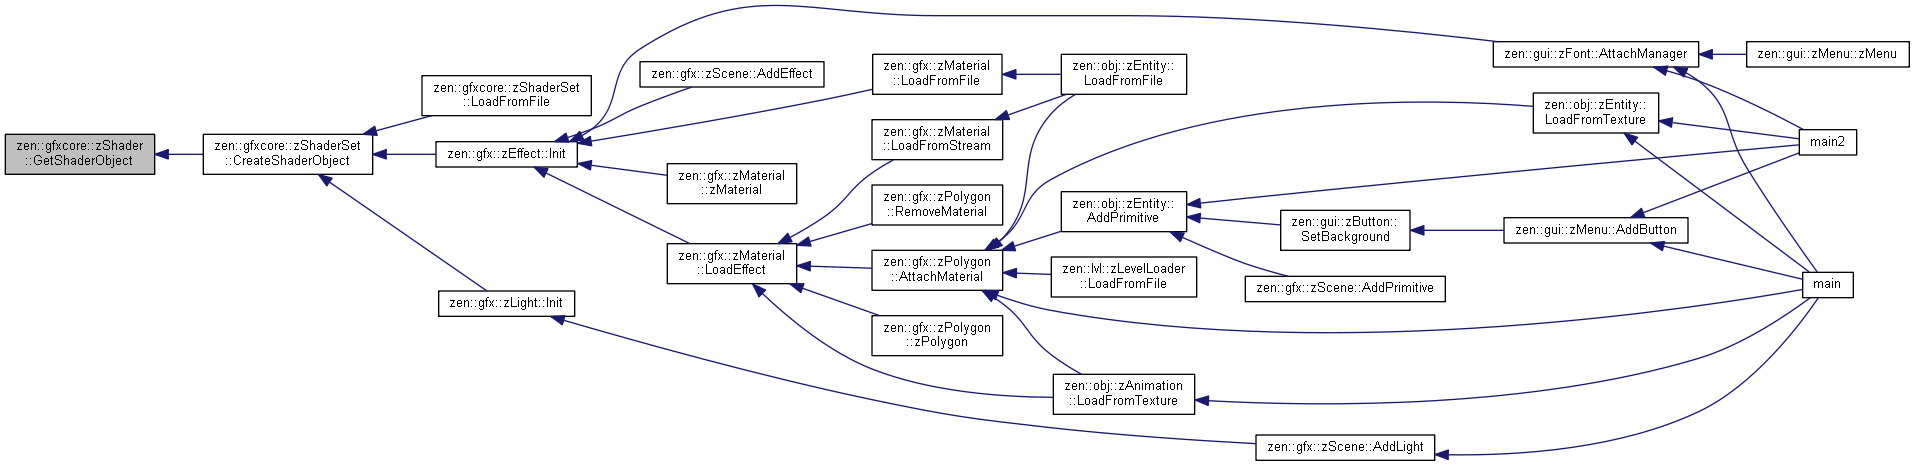 zen::gfxcore::zShader
::GetShaderObject
zen::gfxcore::zShaderSet
::CreateShaderObject
zen::gfxcore::zShaderSet
::LoadFromFile
zen::gfx::zEffect::Init
zen::gfx::zLight::Init
zen::gfx::zScene::AddEffect
zen::gfx::zMaterial
::zMaterial
zen::gfx::zMaterial
::LoadEffect
zen::gfx::zMaterial
::LoadFromFile
zen::gfx::zMaterial
::LoadFromStream
zen::gfx::zPolygon
::RemoveMaterial
zen::gfx::zPolygon
::AttachMaterial
zen::gfx::zPolygon
::zPolygon
zen::obj::zEntity::
LoadFromFile
zen::obj::zEntity::
AddPrimitive
zen::lvl::zLevelLoader
::LoadFromFile
zen::obj::zAnimation
::LoadFromTexture
zen::gui::zButton::
SetBackground
zen::gfx::zScene::AddPrimitive
zen::gfx::zScene::AddLight
zen::gui::zFont::AttachManager
zen::obj::zEntity::
LoadFromTexture
zen::gui::zMenu::AddButton
zen::gui::zMenu::zMenu
main2
main